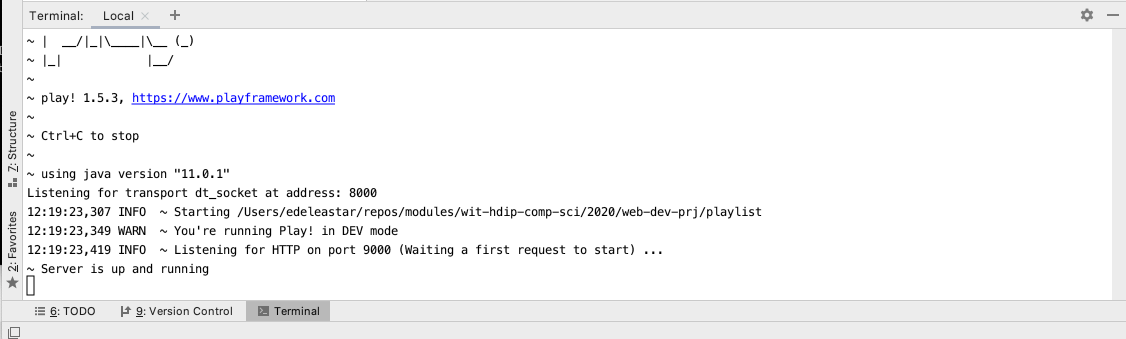 Terminal: Local × +
~ |  __/|_|\____|\__ (_)
~ |_|            |__/
~
~ play! 1.5.3, https://www.playframework.com
~
~ Ctrl+C to stop
~
~ using java version "11.0.1"
Listening for transport dt_socket at address: 8000
12:19:23,307 INFO  ~ Starting /Users/edeleastar/repos/modules/wit-hdip-comp-sci/2020/web-dev-prj/playlist
12:19:23,349 WARN  ~ You're running Play! in DEV mode
12:19:23,419 INFO  ~ Listening for HTTP on port 9000 (Waiting a first request to start) ...
~ Server is up and running
7: Structure
2: Favorites
6: TODO 9: Version Control Terminal